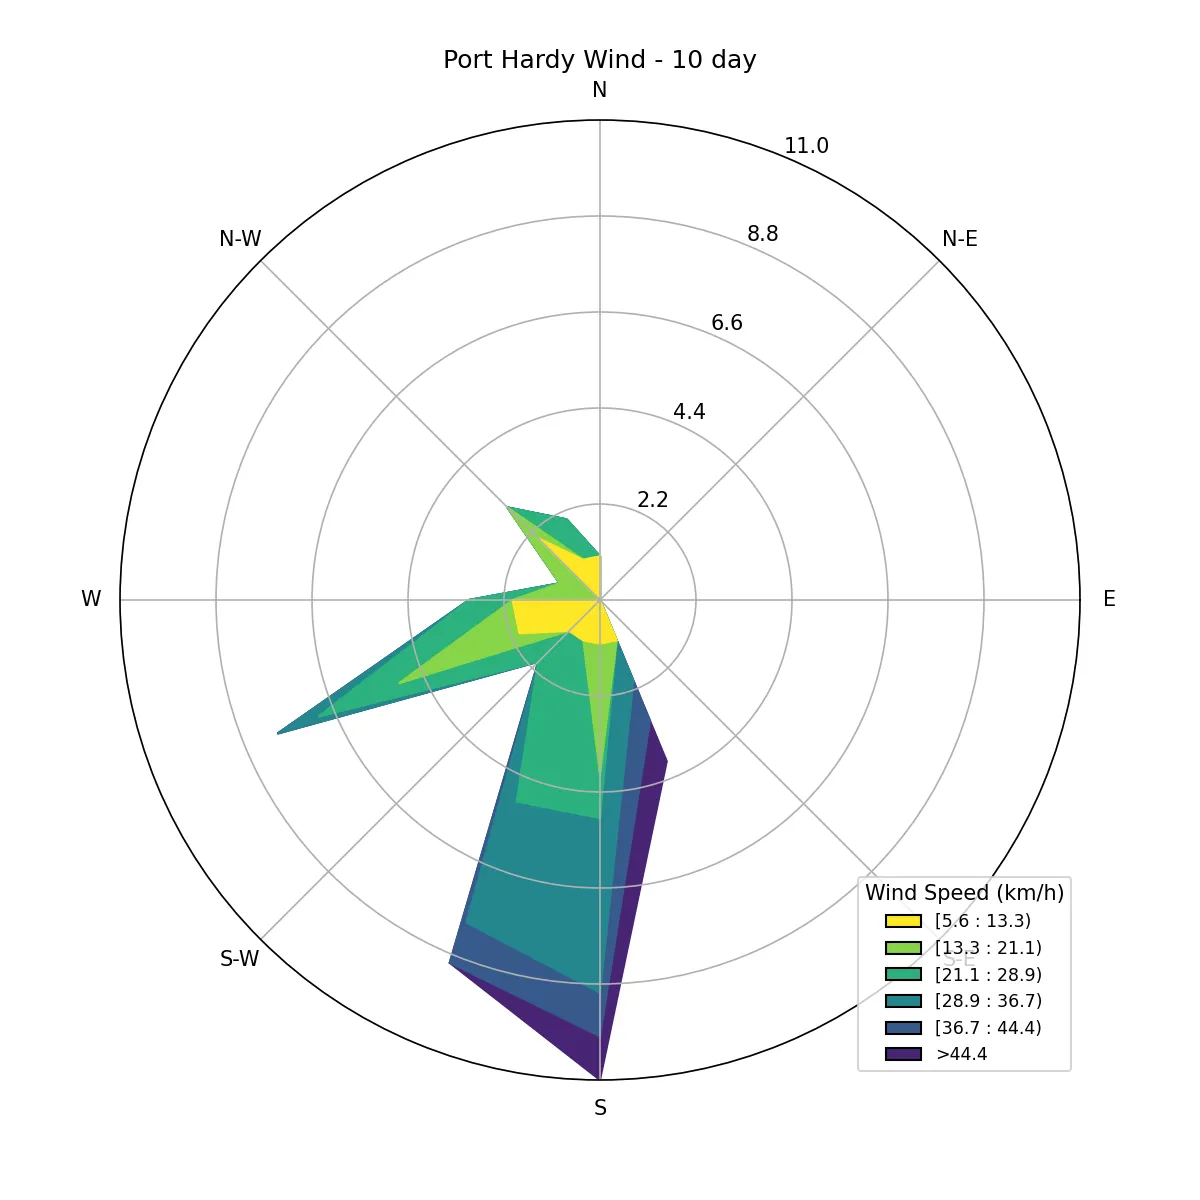 Port Hardy Wind - 10 day
N
11.0
N-W
N-E
8.8
6.6
4.4
2.2
W
E
Wind Speed (km/h)
[5.6 : 13.3)
[13.3 : 21.1)
[21.1 : 28.9)
[28.9 : 36.7)
[36.7 : 44.4)
>44.4
S-W
S-E
S